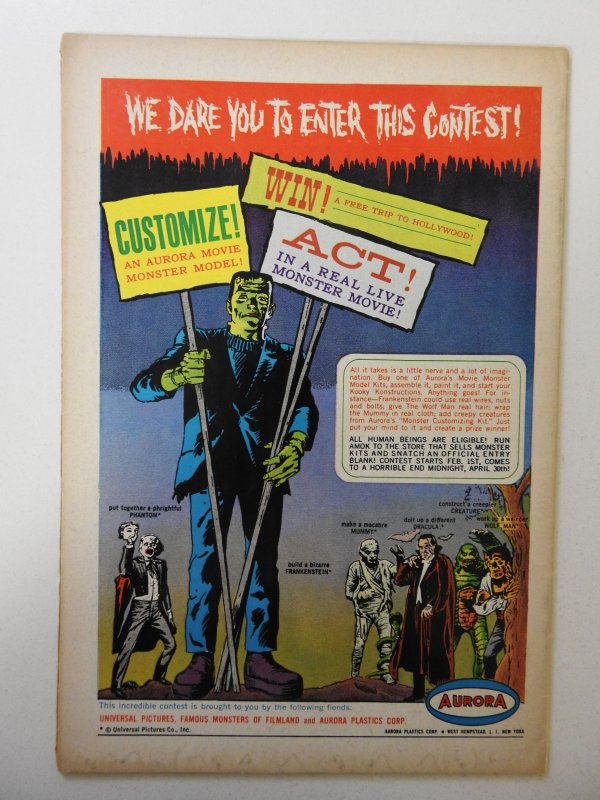 WE DARE YOU TO ENTER THIS CONTEST!
WIN! A FREE TRIP TO HOLLYWOOD!
CUSTOMIZE!
AN AURORA MOVIE
MONSTER MODEL!
ACT!
IN A REAL LIVE
MONSTER MOVIE!
All it takes is a little nerve and a lot of imagi-
nation. Buy one of Aurora's Movie Monster
Model Kits, assemble it, paint it, and start your
Kooky Konstructions. Anything goes! For in-
stance—Frankenstein could use real wires, nuts
and bolts; give The Wolf Man real hair; wrap
the Mummy in real cloth; add creepy creatures
from Aurora's "Monster Customizing Kit." Just
put your mind to it and create a prize winner!
ALL HUMAN BEINGS ARE ELIGIBLE! RUN
AMOK TO THE STORE THAT SELLS MONSTER
KITS AND SNATCH AN OFFICIAL ENTRY
BLANK! CONTEST STARTS FEB. 1ST, COMES
TO A HORRIBLE END MIDNIGHT, APRIL 30th!
put together a phrightful
PHANTOM*
build a bizarre
FRANKENSTEIN*
make a macabre
MUMMY*
doll up a different
DRACULA*
construct a creepier
CREATURE*
work up a weirder
WOLF MAN*
AURORA
This incredible contest is brought to you by the following fiends:
UNIVERSAL PICTURES, FAMOUS MONSTERS OF FILMLAND and AURORA PLASTICS CORP.
* © Universal Pictures Co., Inc.
AURORA PLASTICS CORP. • WEST HEMPSTEAD, L. I., NEW YORK